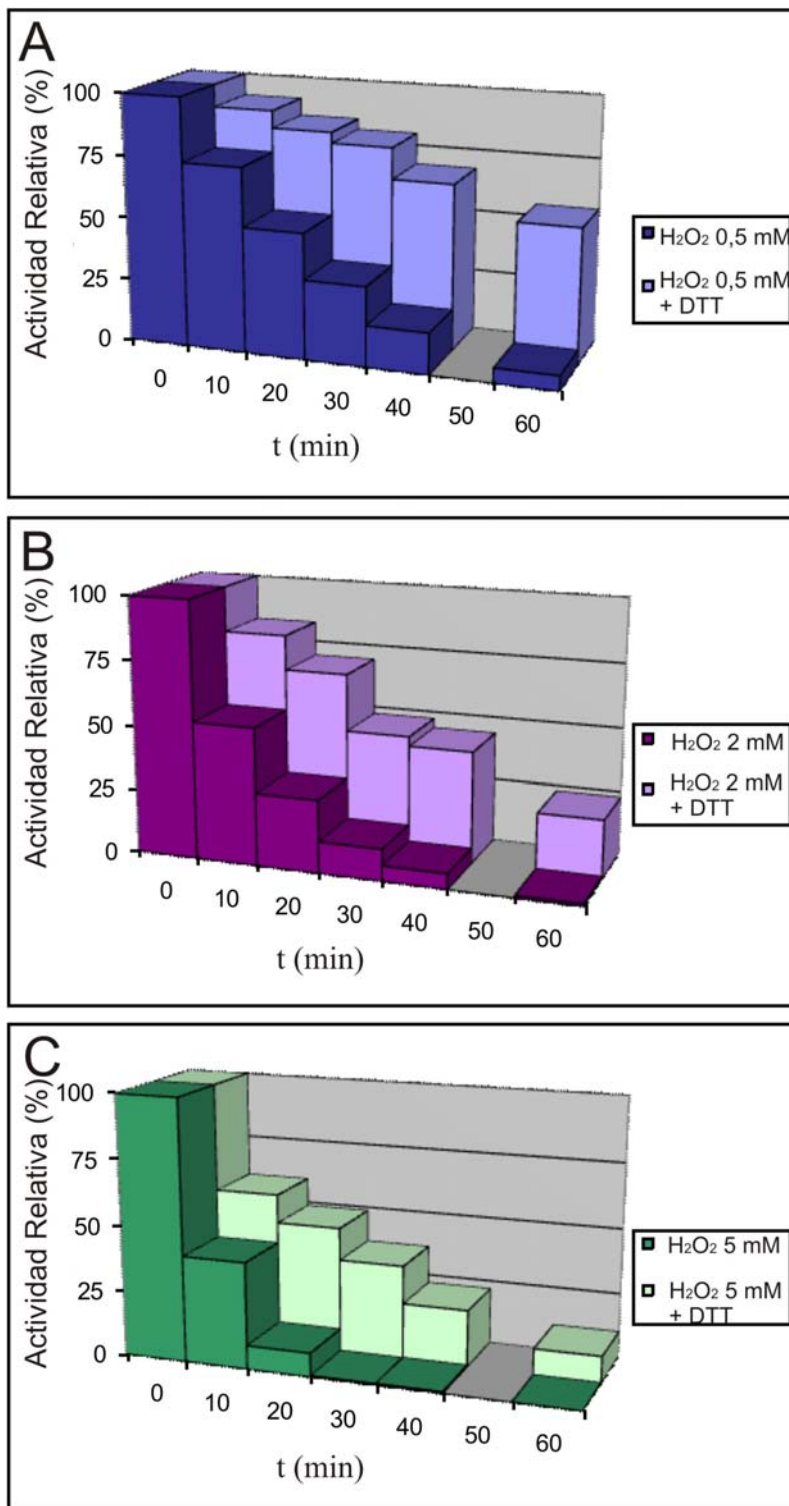 A
Actividad Relativa (%)
100
75
50
25
0
0
10
20
30
40
50
60
t (min)
H₂O₂ 0,5 mM
H₂O₂ 0,5 mM
+ DTT
B
Actividad Relativa (%)
100
75
50
25
0
0
10
20
30
40
50
60
t (min)
H₂O₂ 2 mM
H₂O₂ 2 mM
+ DTT
C
Actividad Relativa (%)
100
75
50
25
0
0
10
20
30
40
50
60
t (min)
H₂O₂ 5 mM
H₂O₂ 5 mM
+ DTT